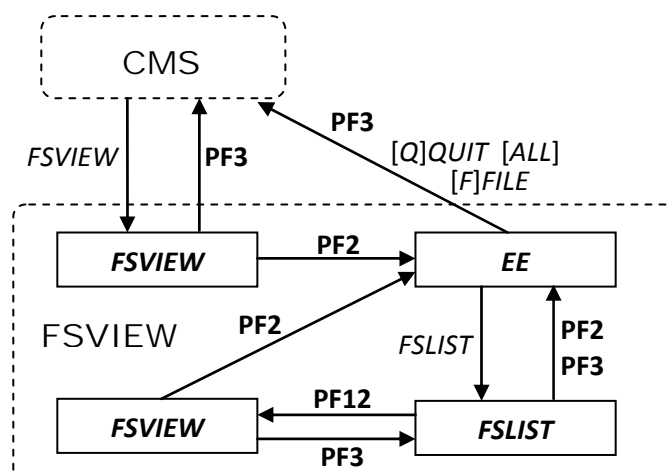 CMS
FSVIEW
PF3
PF3
[Q]QUIT [ALL]
[F]FILE
FSVIEW
PF2
EE
FSVIEW
PF2
FSLIST
PF2
PF3
FSVIEW
PF12
PF3
FSLIST